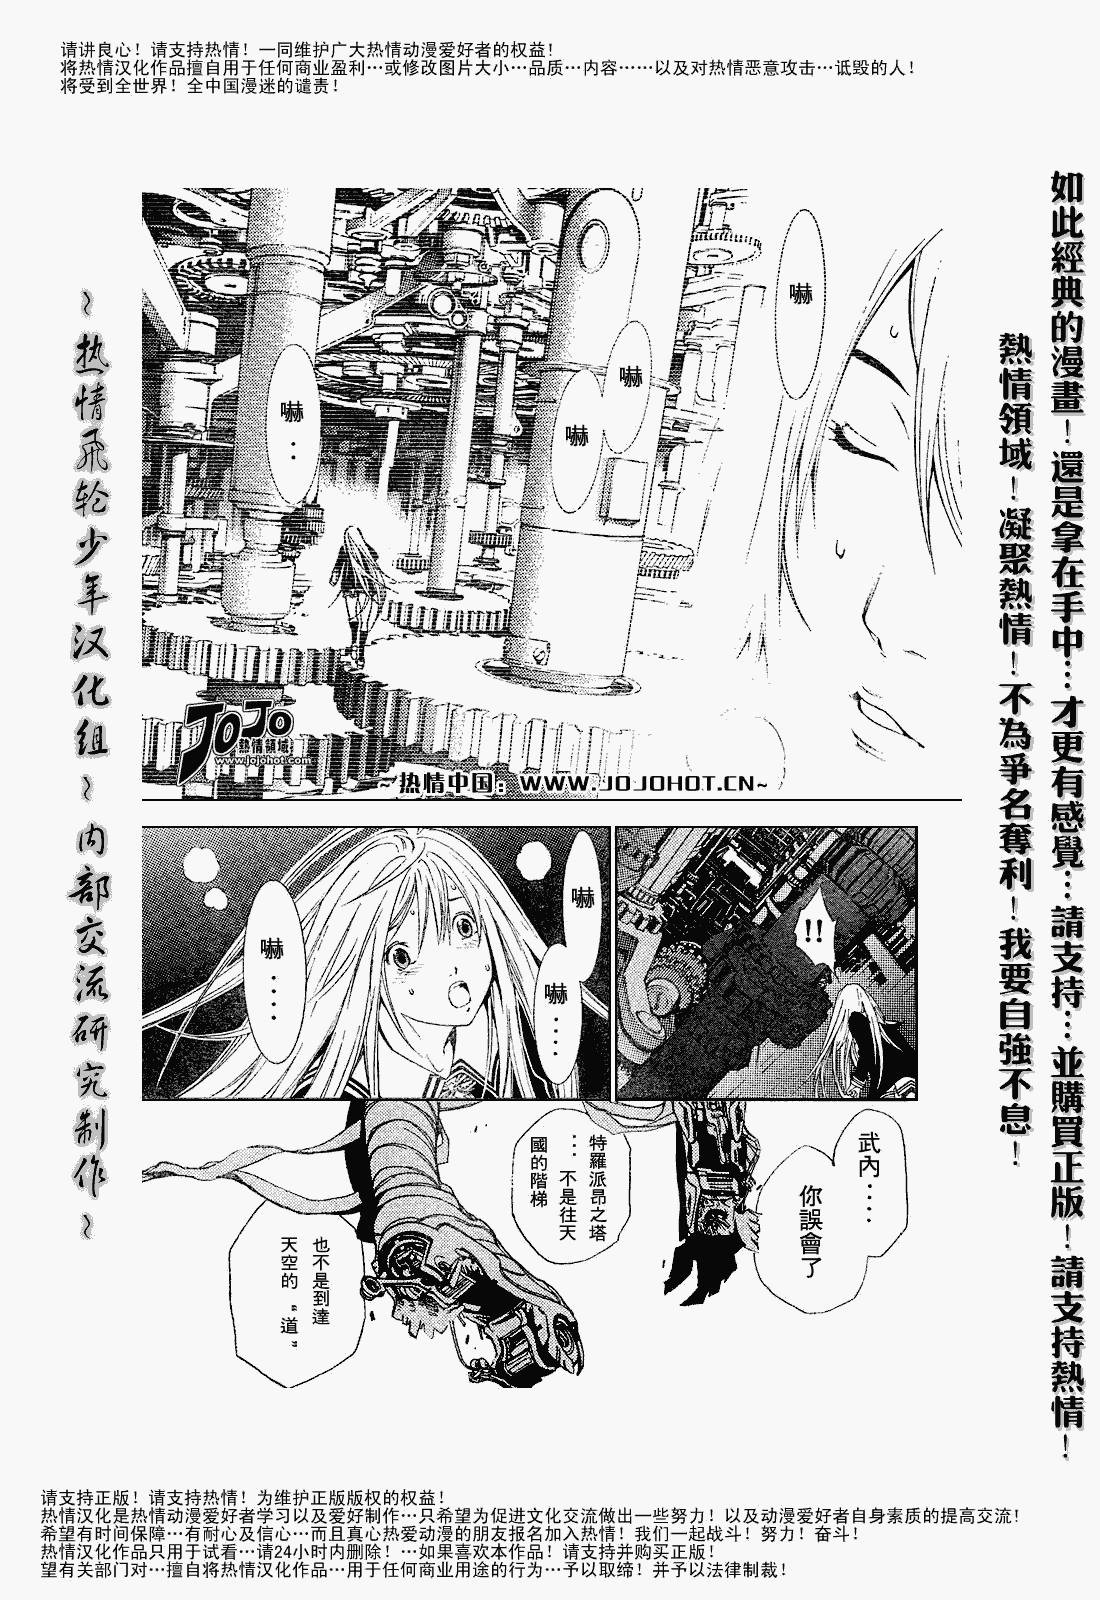 请讲良心！请支持热情！一同维护广大热情动漫爱好者的权益！
将热情汉化作品擅自用于任何商业盈利…或修改图片大小…品质…内容……以及对热情恶意攻击…诋毁的人！
将受到全世界！全中国漫迷的谴责！
如此經典的漫畫！還是拿在手中…才更有感覺…請支持…並購買正版！請支持熱情！
熱情領域！凝聚熱情！不為爭名奪利！我要自強不息！
~热情飛轮少年汉化组~内部交流研究制作~
嚇
嚇
嚇
嚇‥
JOJO
熱情領域
www.jojohot.com
~热情中国：WWW.JOJOHOT.CN~
!!
嚇
嚇‥‥
嚇‥‥
武內‥‥
你誤會了
特羅派昂之塔
‥‥不是往天
國的階梯
也不是到達
天空的“道”
请支持正版！请支持热情！为维护正版版权的权益！
热情汉化是热情动漫爱好者学习以及爱好制作…只希望为促进文化交流做出一些努力！以及动漫爱好者自身素质的提高交流！
希望有时间保障…有耐心及信心…而且真心热爱动漫的朋友报名加入热情！我们一起战斗！努力！奋斗！
热情汉化作品只用于试看…请24小时内删除！…如果喜欢本作品！请支持并购买正版！
望有关部门对…擅自将热情汉化作品…用于任何商业用途的行为…予以取缔！并予以法律制裁！